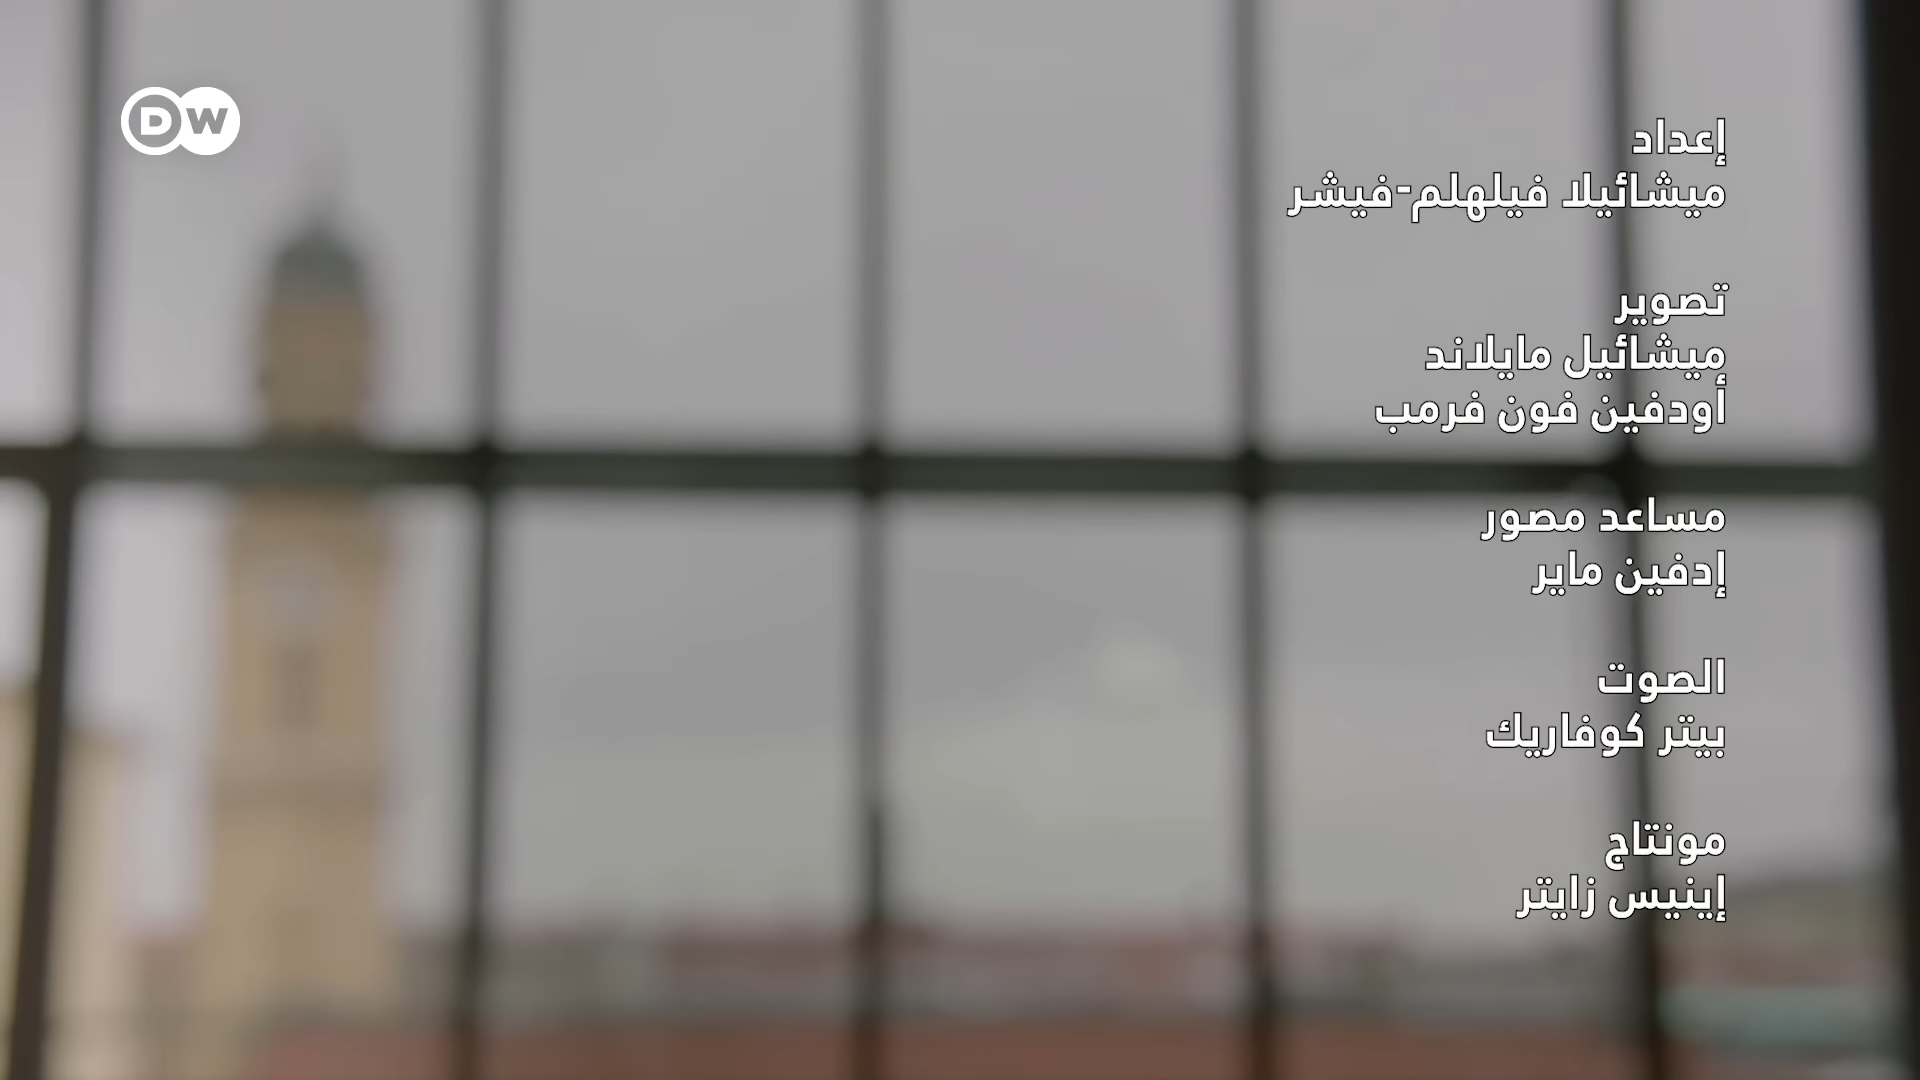 DW
إعداد
ميشائيلا فيلهلم-فيشر
تصوير
ميشائيل مايلاند
أودفين فون فرمب
مساعد مصور
إدفين ماير
الصوت
بيتر كوفاريك
مونتاج
إينيس زايتر